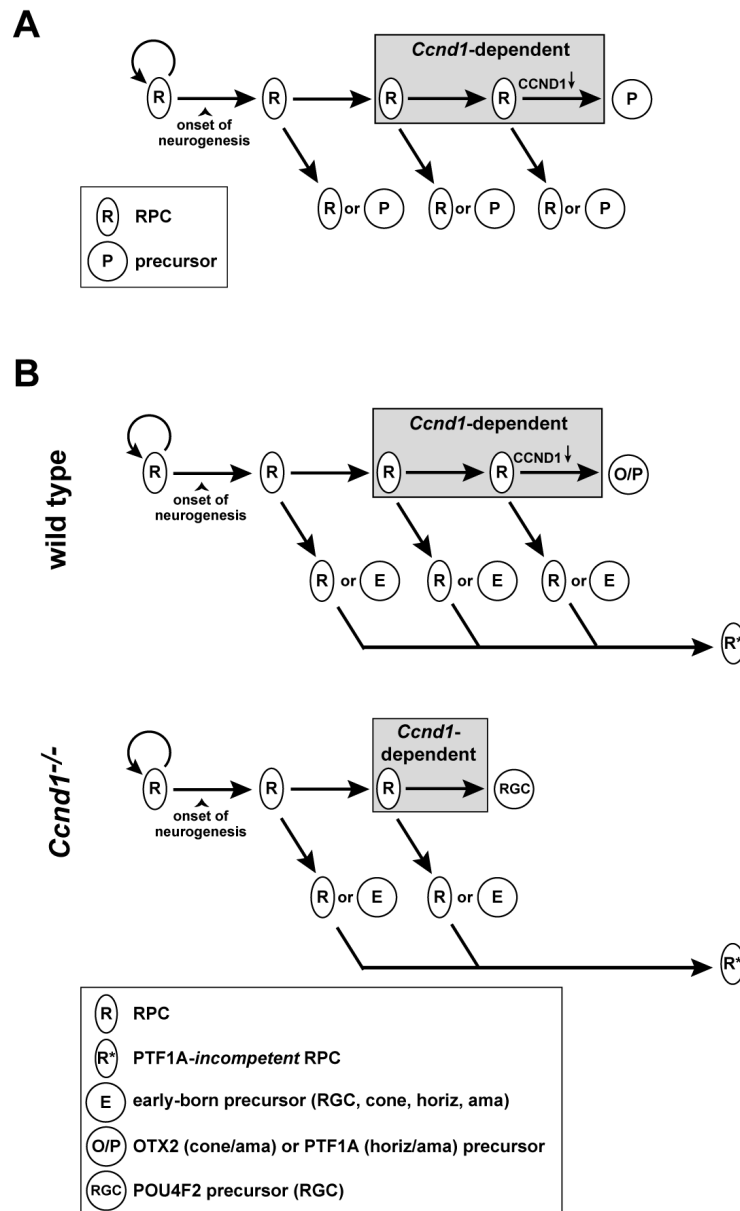 A
Ccnd1-dependent
R R R R CCND1↓ P
onset of
neurogenesis
R or P R or P R or P
R RPC
P precursor
B
wild type
Ccnd1-dependent
R R R R CCND1↓ O/P
onset of
neurogenesis
R or E R or E R or E
R*
Ccnd1-/-
Ccnd1-
dependent
R R R RGC
onset of
neurogenesis
R or E R or E
R*
R RPC
R* PTF1A-incompetent RPC
E early-born precursor (RGC, cone, horiz, ama)
O/P OTX2 (cone/ama) or PTF1A (horiz/ama) precursor
RGC POU4F2 precursor (RGC)